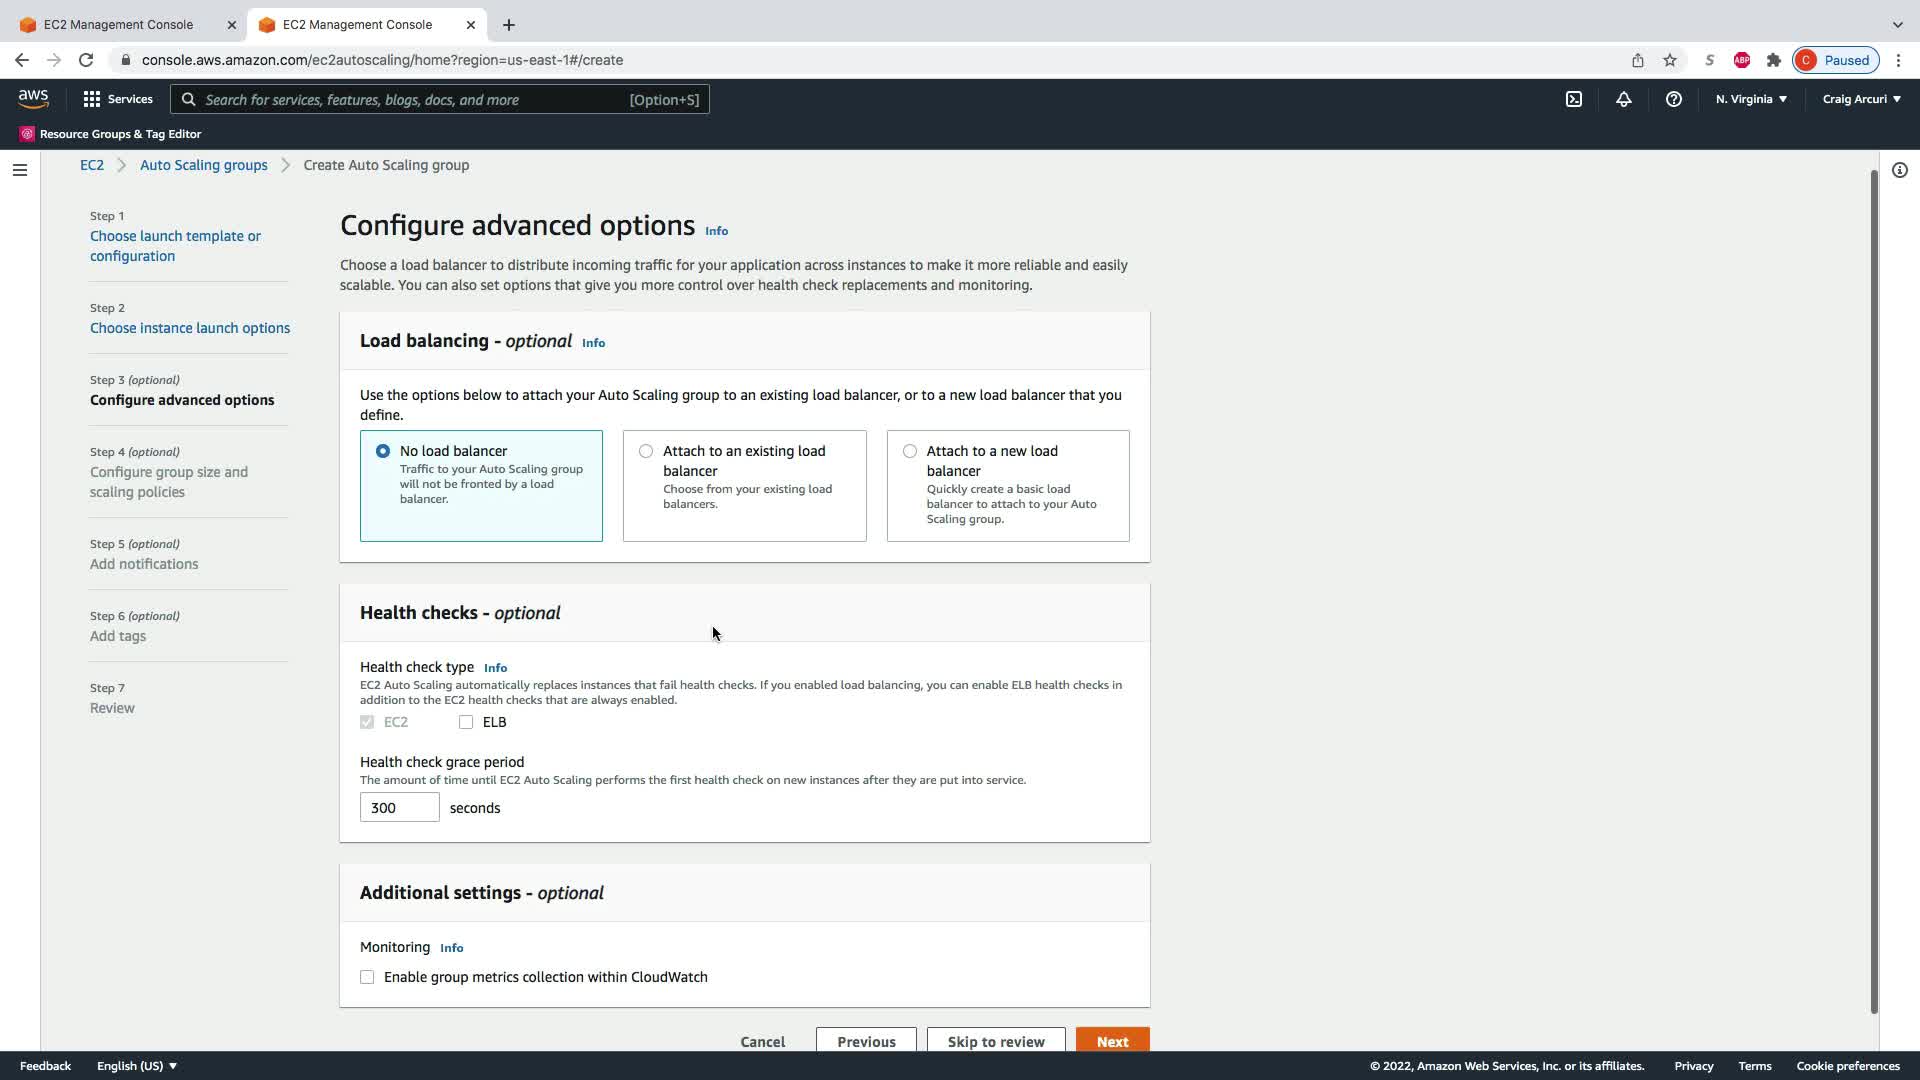 EC2 Management Console
EC2 Management Console
console.aws.amazon.com/ec2autoscaling/home?region=us-east-1#/create
S
ABP
C Paused
aws
Services
Search for services, features, blogs, docs, and more [Option+S]
N. Virginia
Craig Arcuri
Resource Groups & Tag Editor
EC2 > Auto Scaling groups > Create Auto Scaling group
Step 1
Choose launch template or
configuration
Step 2
Choose instance launch options
Step 3 (optional)
Configure advanced options
Step 4 (optional)
Configure group size and
scaling policies
Step 5 (optional)
Add notifications
Step 6 (optional)
Add tags
Step 7
Review
Configure advanced options Info
Choose a load balancer to distribute incoming traffic for your application across instances to make it more reliable and easily
scalable. You can also set options that give you more control over health check replacements and monitoring.
Load balancing - optional Info
Use the options below to attach your Auto Scaling group to an existing load balancer, or to a new load balancer that you
define.
No load balancer
Traffic to your Auto Scaling group
will not be fronted by a load
balancer.
Attach to an existing load
balancer
Choose from your existing load
balancers.
Attach to a new load
balancer
Quickly create a basic load
balancer to attach to your Auto
Scaling group.
Health checks - optional
Health check type Info
EC2 Auto Scaling automatically replaces instances that fail health checks. If you enabled load balancing, you can enable ELB health checks in
addition to the EC2 health checks that are always enabled.
EC2 ELB
Health check grace period
The amount of time until EC2 Auto Scaling performs the first health check on new instances after they are put into service.
300 seconds
Additional settings - optional
Monitoring Info
Enable group metrics collection within CloudWatch
Cancel Previous Skip to review Next
Feedback English (US) © 2022, Amazon Web Services, Inc. or its affiliates. Privacy Terms Cookie preferences